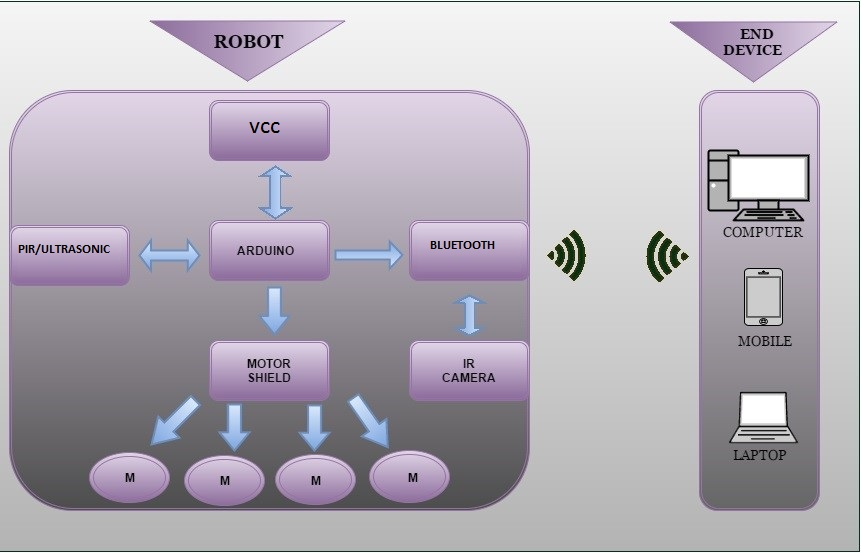 ROBOT
END
DEVICE
VCC
PIR/ULTRASONIC
ARDUINO
BLUETOOTH
COMPUTER
MOTOR
SHIELD
IR
CAMERA
MOBILE
M
M
M
M
LAPTOP